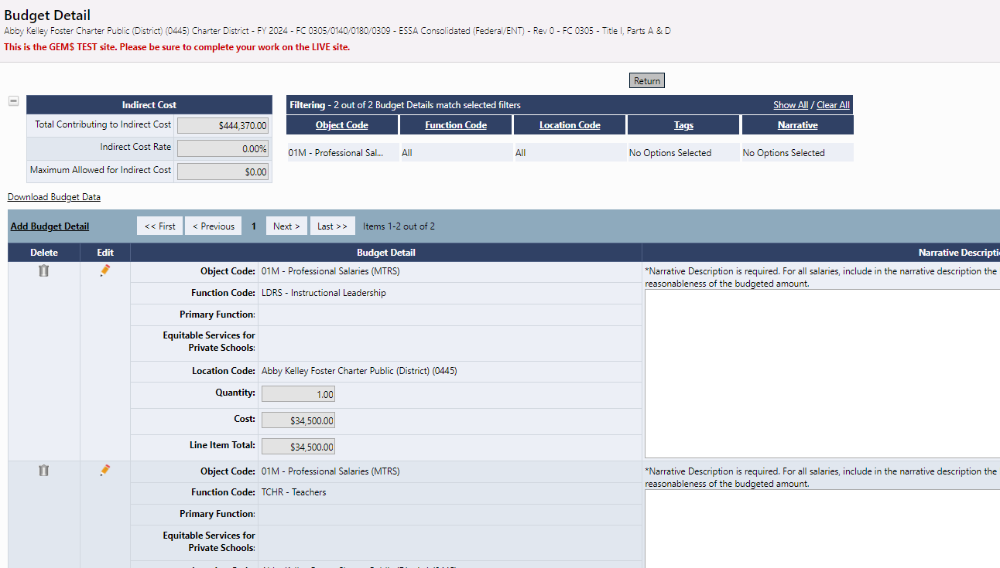 Budget Detail
Abby Kelley Foster Charter Public (District) (0445) Charter District - FY 2024 - FC 0305/0140/0180/0309 - ESSA Consolidated (Federal/ENT) - Rev 0 - FC 0305 - Title I, Parts A & D
This is the GEM$ TEST site. Please be sure to complete your work on the LIVE site.
Return
Indirect Cost
Total Contributing to Indirect Cost $444,370.00
Indirect Cost Rate 0.00%
Maximum Allowed for Indirect Cost $0.00
Filtering - 2 out of 2 Budget Details match selected filters Show All / Clear All
Object Code Function Code Location Code Tags Narrative
01M - Professional Sal... All All No Options Selected No Options Selected
Download Budget Data
Add Budget Detail << First < Previous 1 Next > Last >> Items 1-2 out of 2
Delete Edit Budget Detail Narrative Descripti
Object Code: 01M - Professional Salaries (MTRS)
Function Code: LDRS - Instructional Leadership
Primary Function:
Equitable Services for
Private Schools:
Location Code: Abby Kelley Foster Charter Public (District) (0445)
Quantity: 1.00
Cost: $34,500.00
Line Item Total: $34,500.00
*Narrative Description is required. For all salaries, include in the narrative description the
reasonableness of the budgeted amount.
Object Code: 01M - Professional Salaries (MTRS)
Function Code: TCHR - Teachers
Primary Function:
Equitable Services for
Private Schools:
*Narrative Description is required. For all salaries, include in the narrative description the
reasonableness of the budgeted amount.